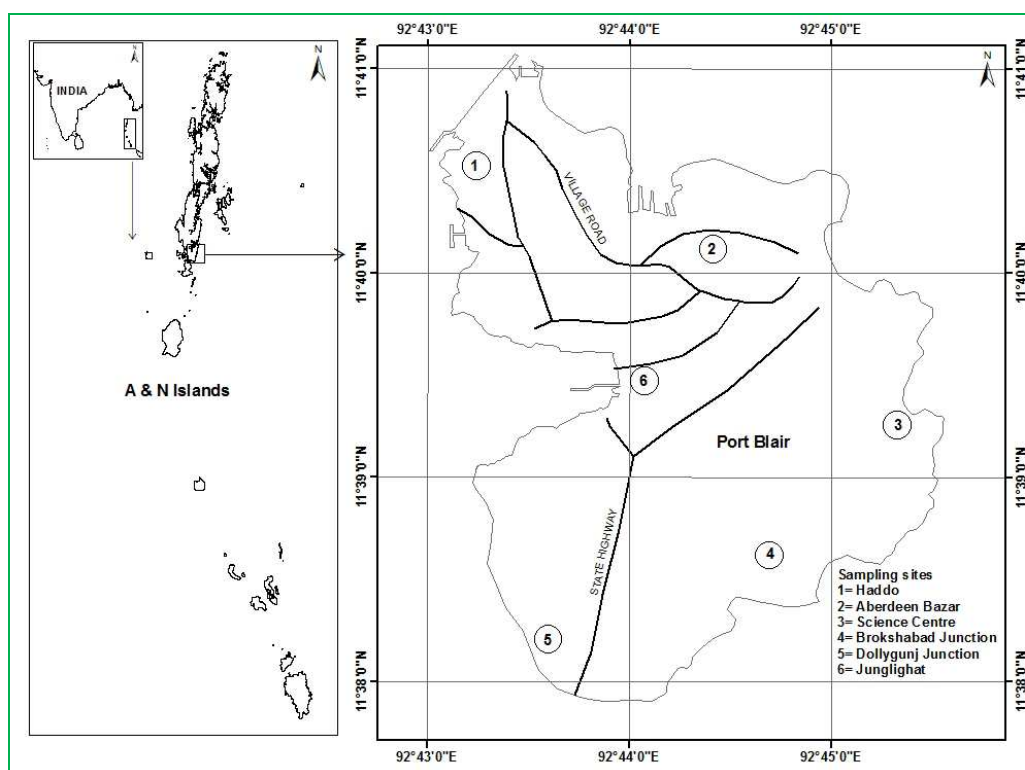 N
INDIA
N
A & N Islands
92°43'0"E
92°44'0"E
92°45'0"E
N
11°41'0"N
11°41'0"N
1
VILLAGE ROAD
2
11°40'0"N
11°40'0"N
6
3
Port Blair
11°39'0"N
11°39'0"N
STATE HIGHWAY
4
5
Sampling sites
1= Haddo
2= Aberdeen Bazar
3= Science Centre
4= Brokshabad Junction
5= Dollygunj Junction
6= Junglighat
11°38'0"N
11°38'0"N
92°43'0"E
92°44'0"E
92°45'0"E